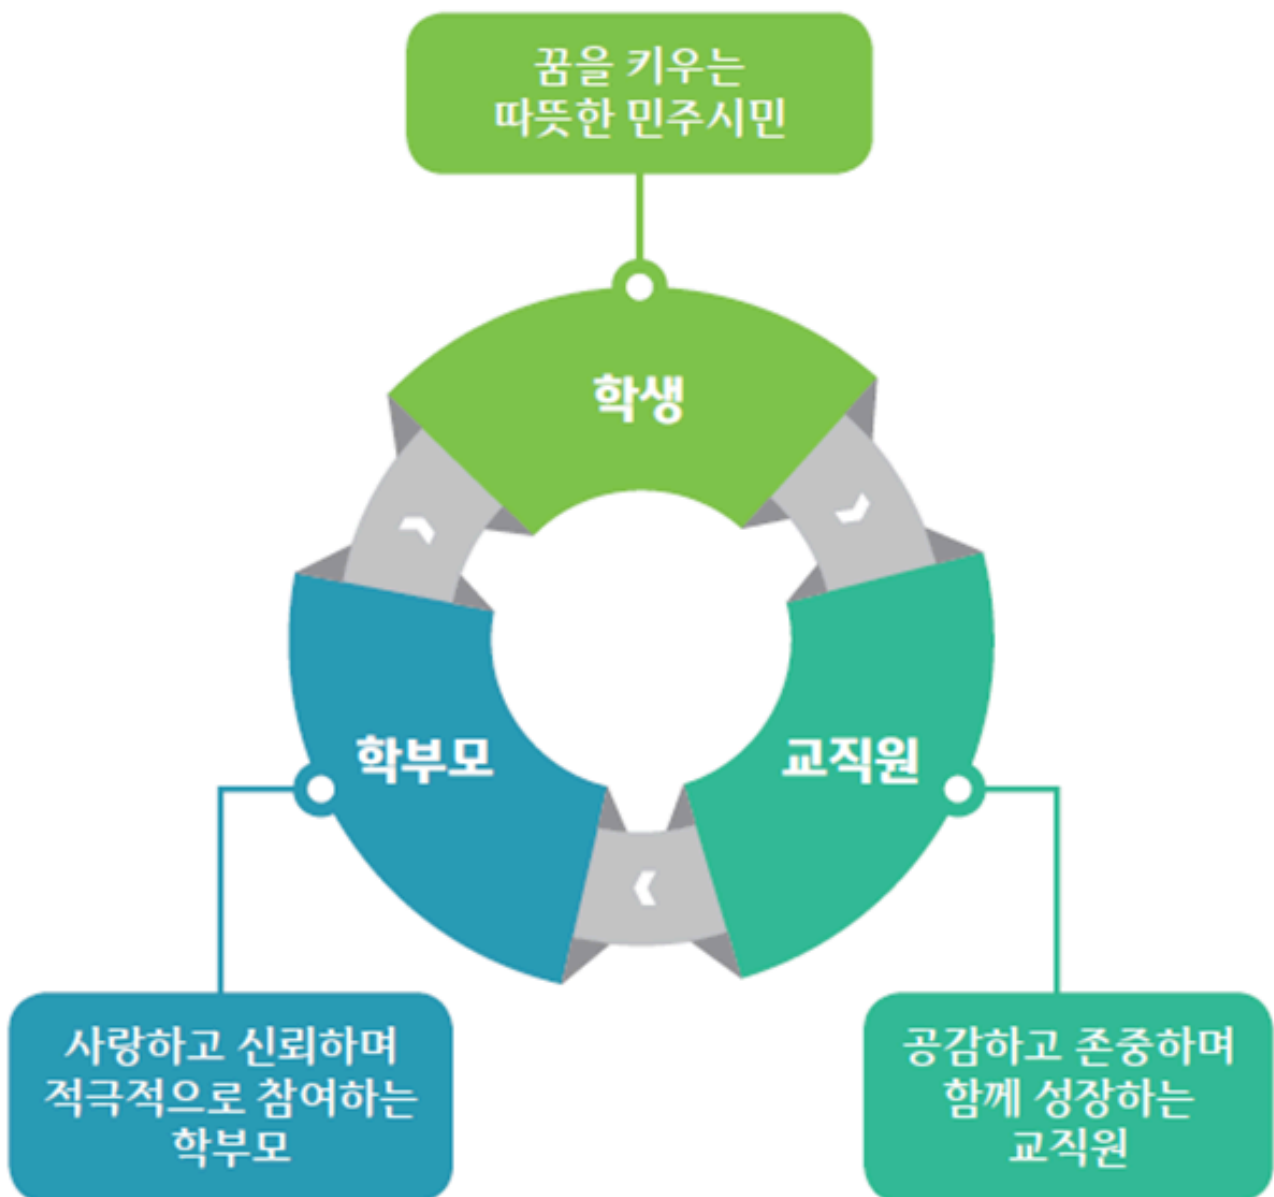 꿈을 키우는
따뜻한 민주시민
학생
학부모
교직원
사랑하고 신뢰하며
적극적으로 참여하는
학부모
공감하고 존중하며
함께 성장하는
교직원